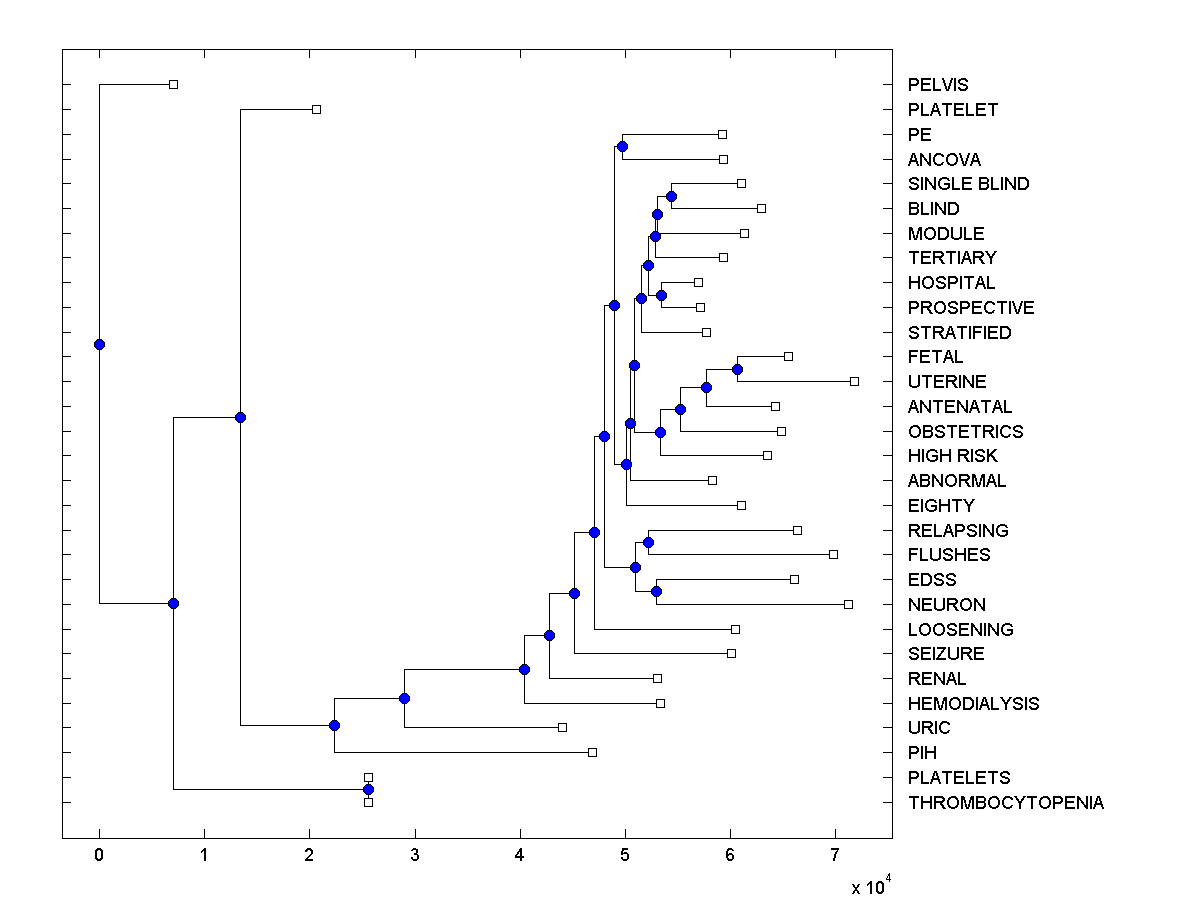 PELVIS
PLATELET
PE
ANCOVA
SINGLE BLIND
BLIND
MODULE
TERTIARY
HOSPITAL
PROSPECTIVE
STRATIFIED
FETAL
UTERINE
ANTENATAL
OBSTETRICS
HIGH RISK
ABNORMAL
EIGHTY
RELAPSING
FLUSHES
EDSS
NEURON
LOOSENING
SEIZURE
RENAL
HEMODIALYSIS
URIC
PIH
PLATELETS
THROMBOCYTOPENIA
0 1 2 3 4 5 6 7
x 10^4